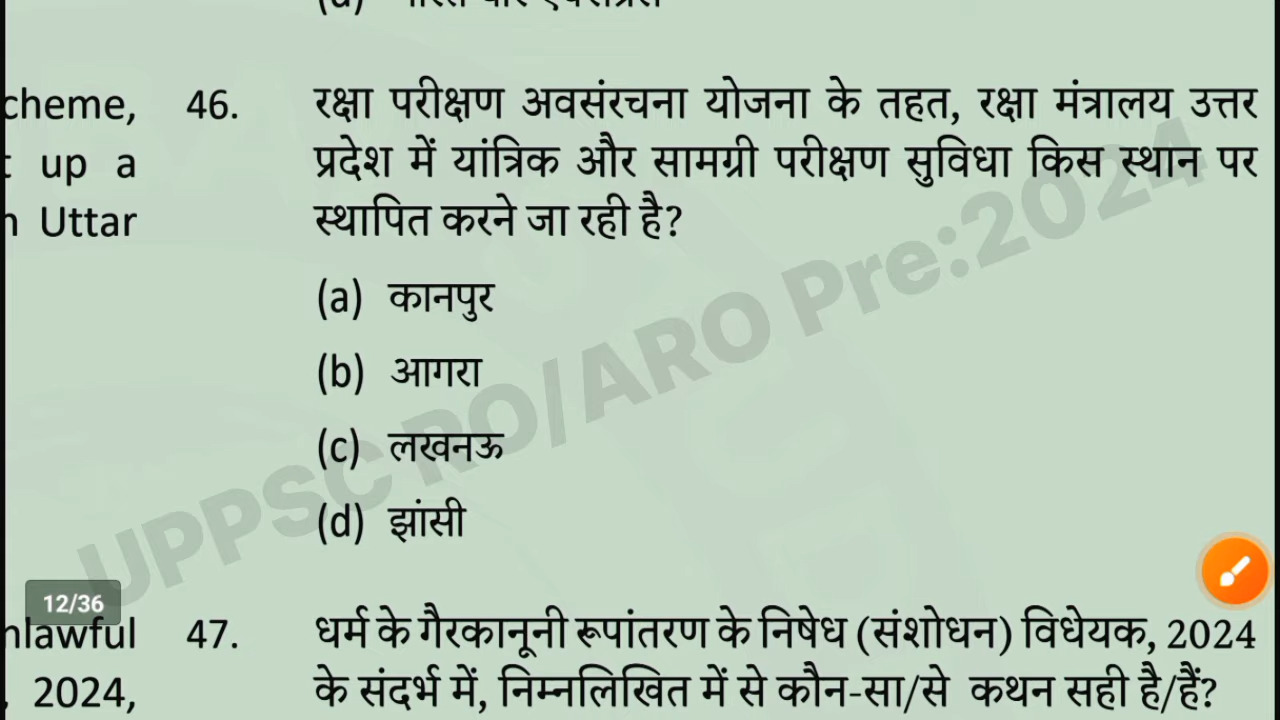 cheme,
up a
Uttar
46. रक्षा परीक्षण अवसंरचना योजना के तहत, रक्षा मंत्रालय उत्तर
प्रदेश में यांत्रिक और सामग्री परीक्षण सुविधा किस स्थान पर
स्थापित करने जा रही है?
(a) कानपुर
(b) आगरा
(c) लखनऊ
(d) झांसी
UPPSC RO/ARO Pre:2024
12/36
nlawful
2024,
47. धर्म के गैरकानूनी रूपांतरण के निषेध (संशोधन) विधेयक, 2024
के संदर्भ में, निम्नलिखित में से कौन-सा/से कथन सही है/हैं?